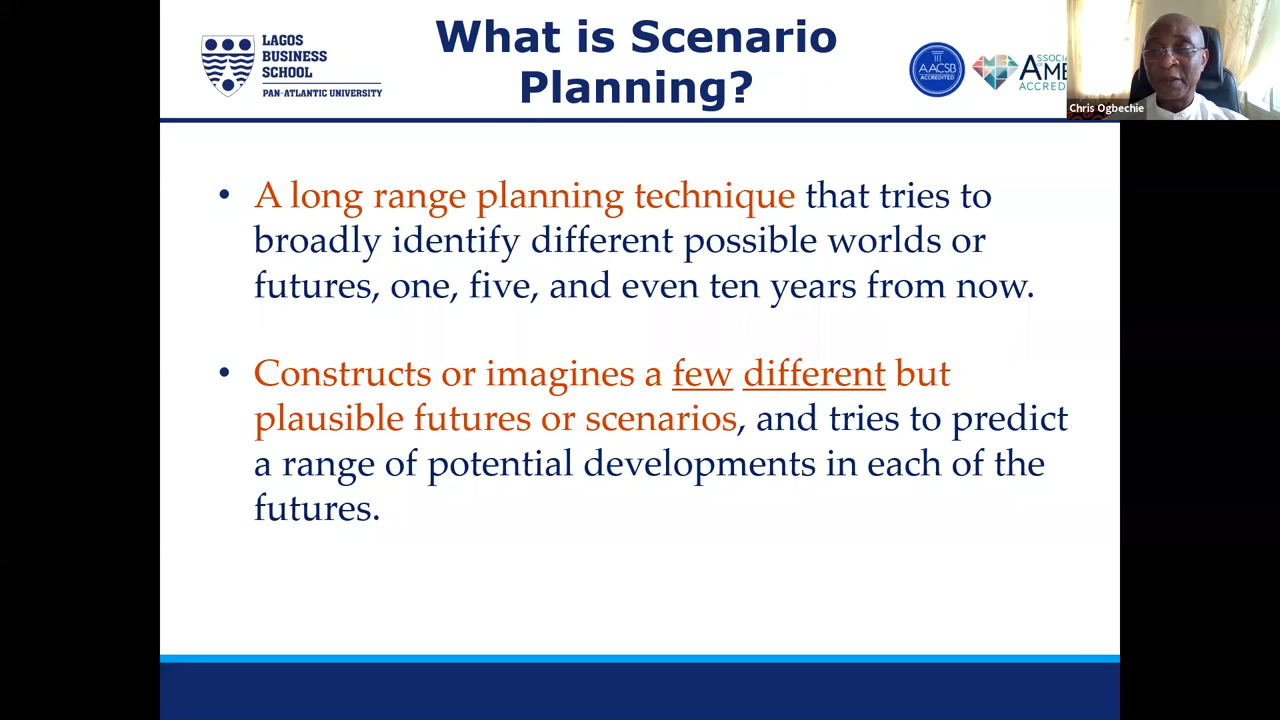 What is Scenario
Planning?
LAGOS
BUSINESS
SCHOOL
PAN-ATLANTIC UNIVERSITY
AACSB
ACCREDITED
ACCRED
Chris Ogbechie
• A long range planning technique that tries to
broadly identify different possible worlds or
futures, one, five, and even ten years from now.
• Constructs or imagines a few different but
plausible futures or scenarios, and tries to predict
a range of potential developments in each of the
futures.